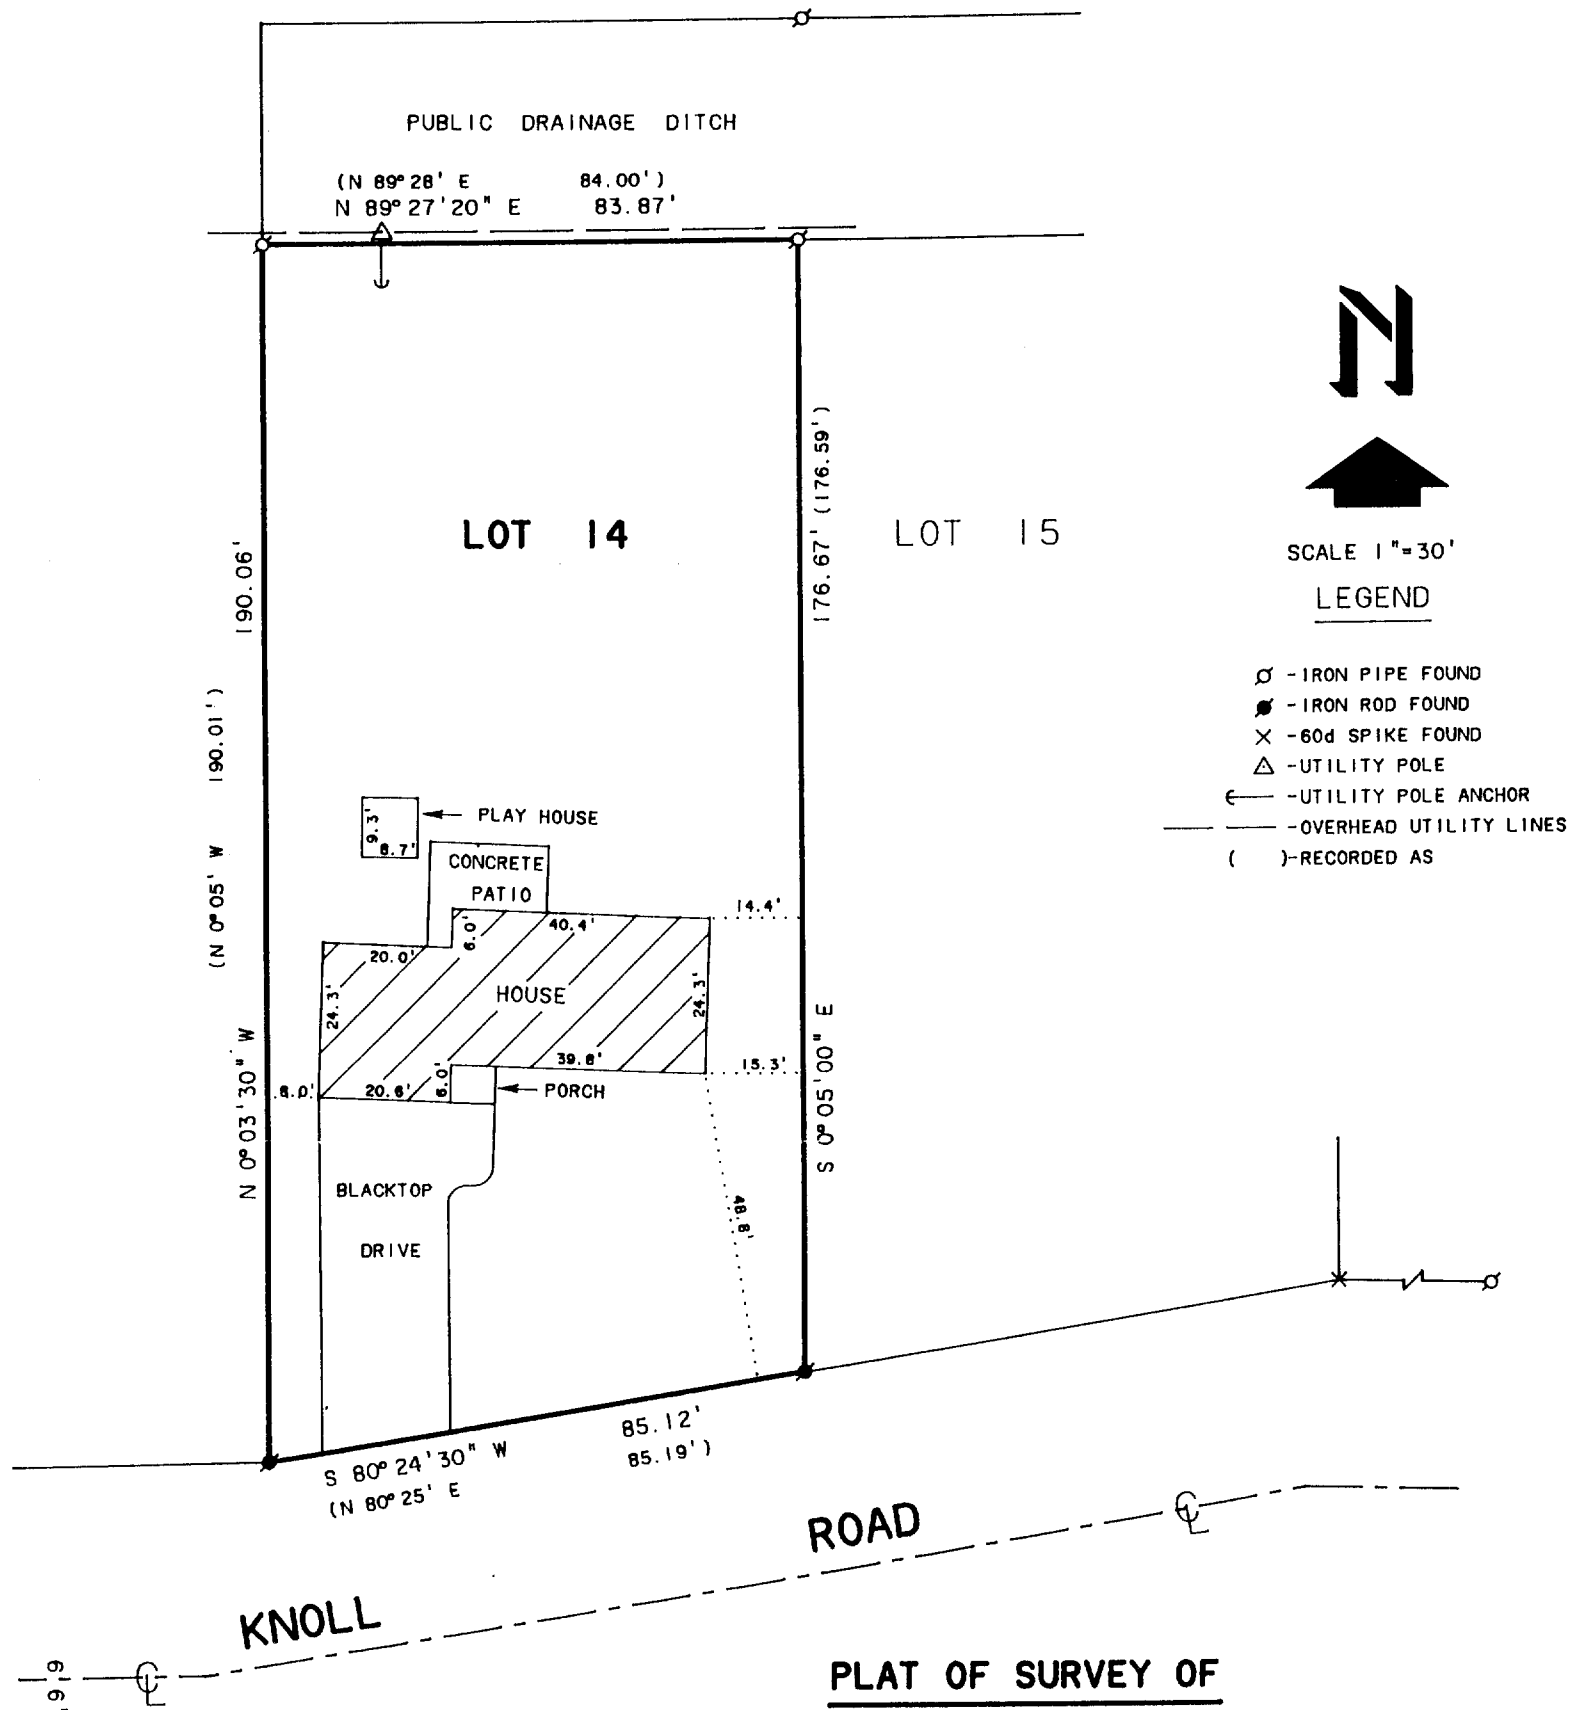 PUBLIC DRAINAGE DITCH
(N 89° 28' E 84.00')
N 89° 27' 20" E 83.87'
LOT 14
LOT 15
190.06'
176.67' (176.59')
(N 0° 05' W 190.01')
N 0° 03' 30" W
S 0° 05' 00" E
N
SCALE 1"=30'
LEGEND
-IRON PIPE FOUND
-IRON ROD FOUND
-60d SPIKE FOUND
-UTILITY POLE
-UTILITY POLE ANCHOR
-OVERHEAD UTILITY LINES
( )-RECORDED AS
9.3'
8.7'
PLAY HOUSE
CONCRETE
PATIO
14.4'
6.0'
40.4'
20.0'
24.3'
HOUSE
24.3'
39.8'
15.3'
8.0'
20.6'
6.0'
PORCH
BLACKTOP
DRIVE
48.8'
S 80° 24' 30" W 85.12'
(N 80° 25' E 85.19')
KNOLL ROAD
CL
CL
PLAT OF SURVEY OF